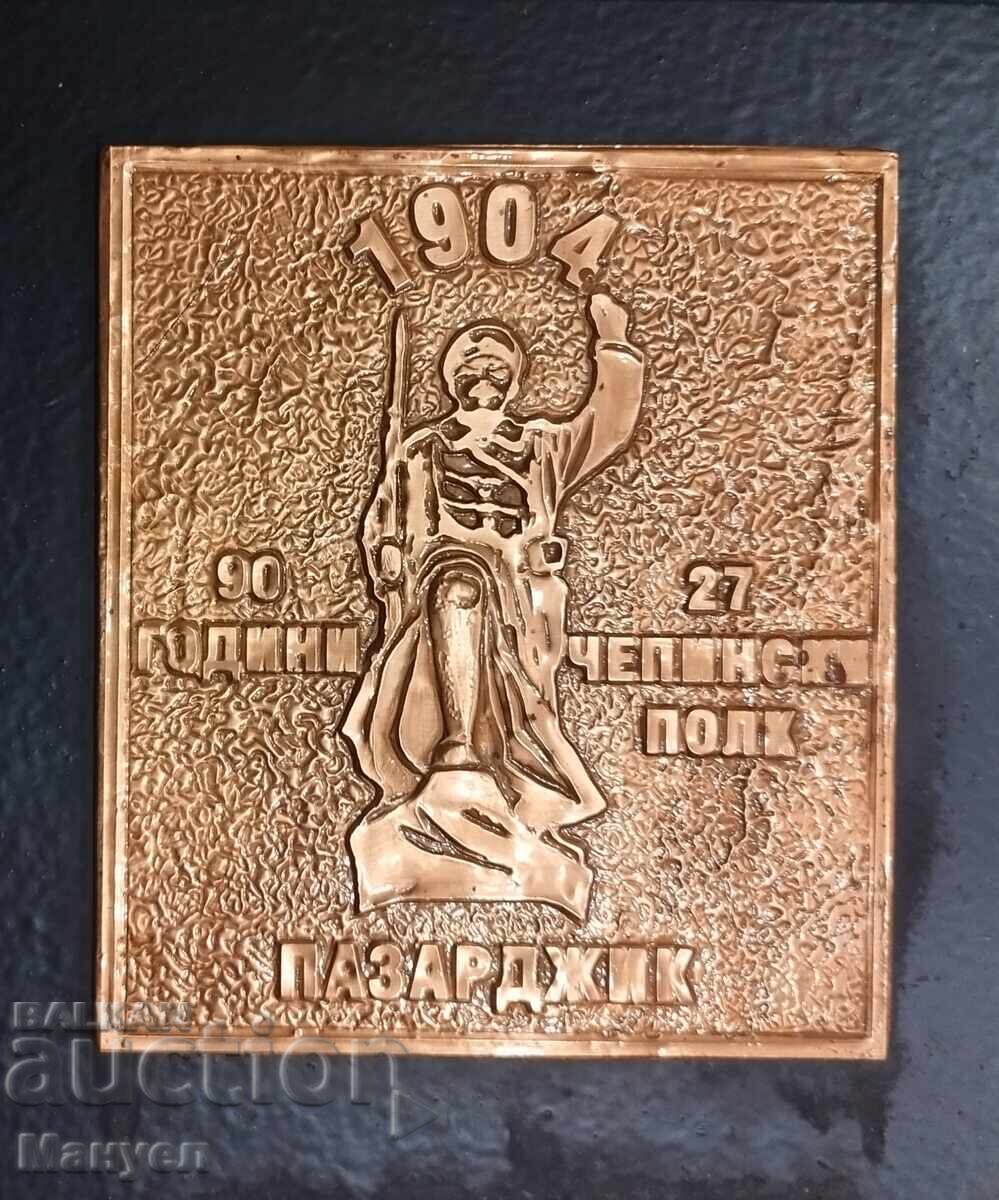 1904
90
ГОДИНИ
27
ЧЕПИНСКИ
ПОЛК
ПАЗАРДЖИК
BALKAN
auction
Мануел